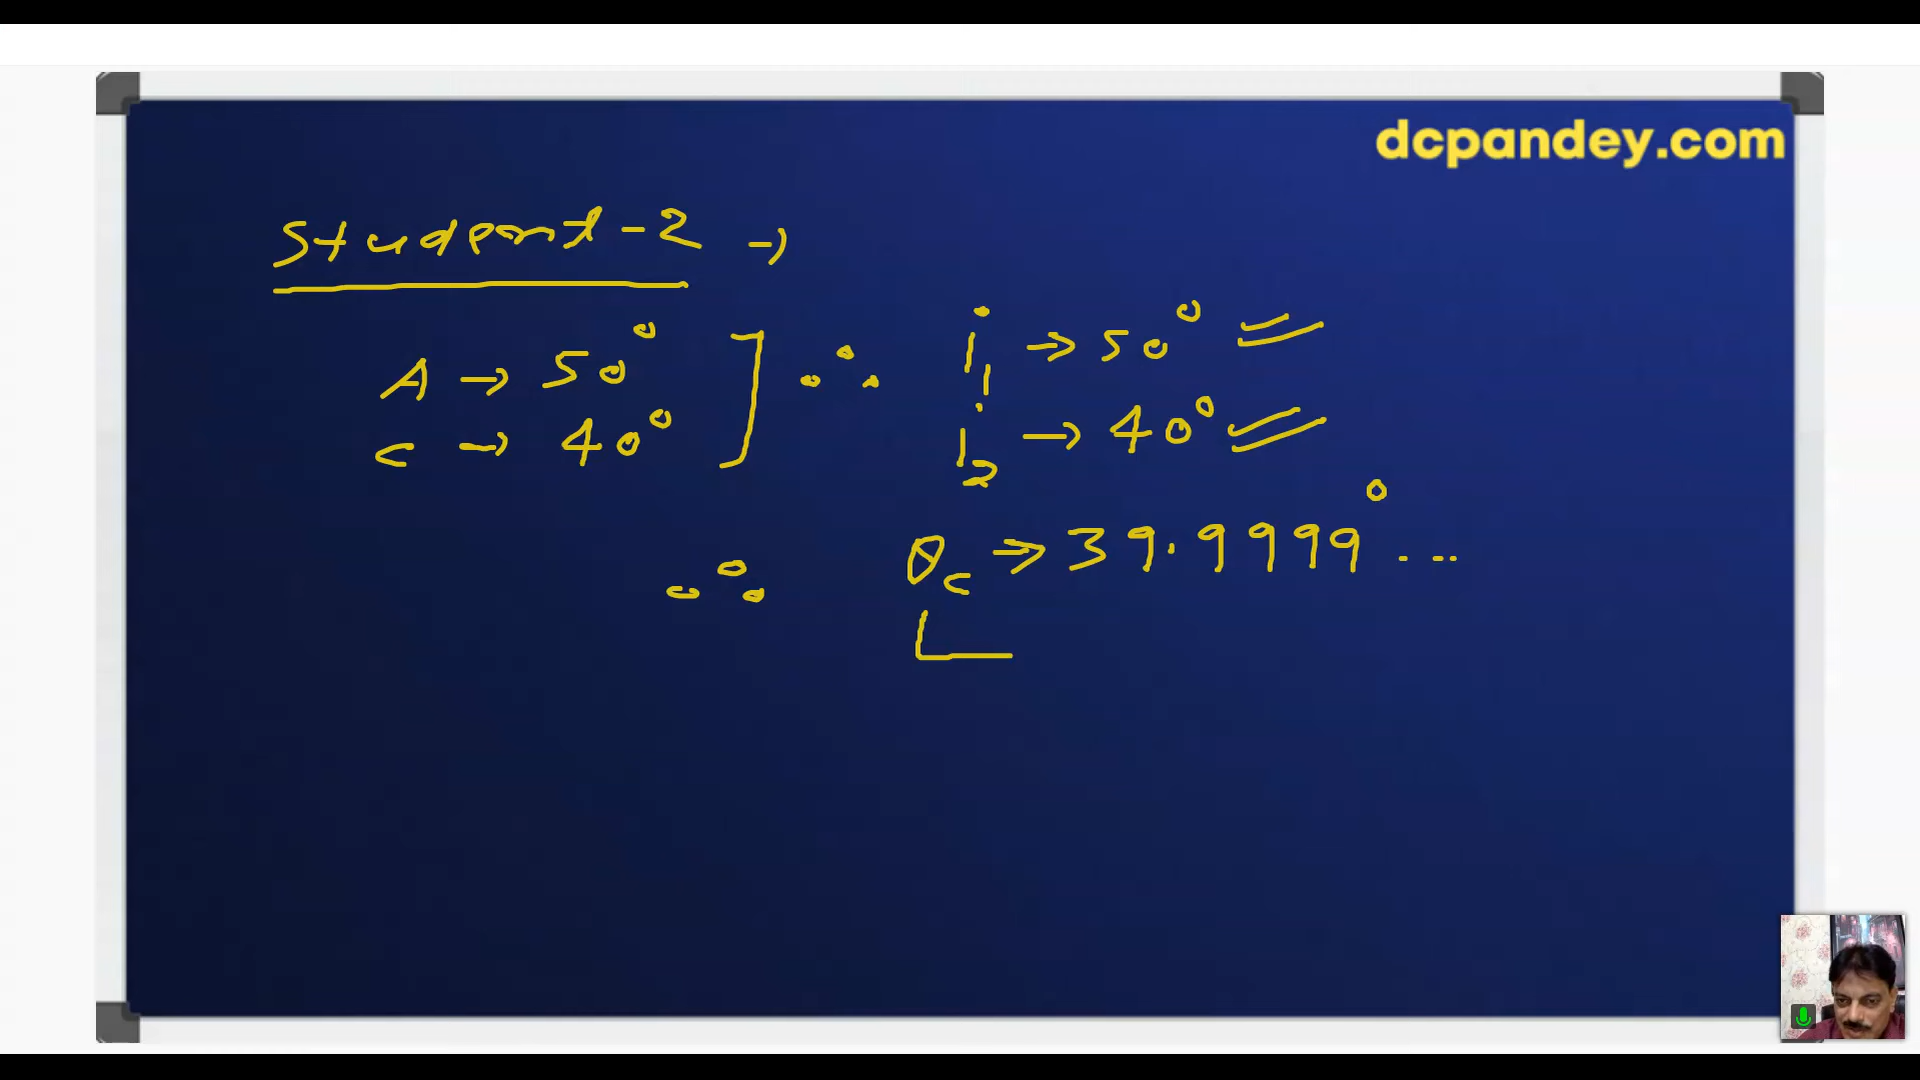 dcpandey.com
Student-2 →
A → 50°
C → 40°
∴ i₁ → 50°
i₂ → 40°
∴ θc ⇒ 39.9999° ...